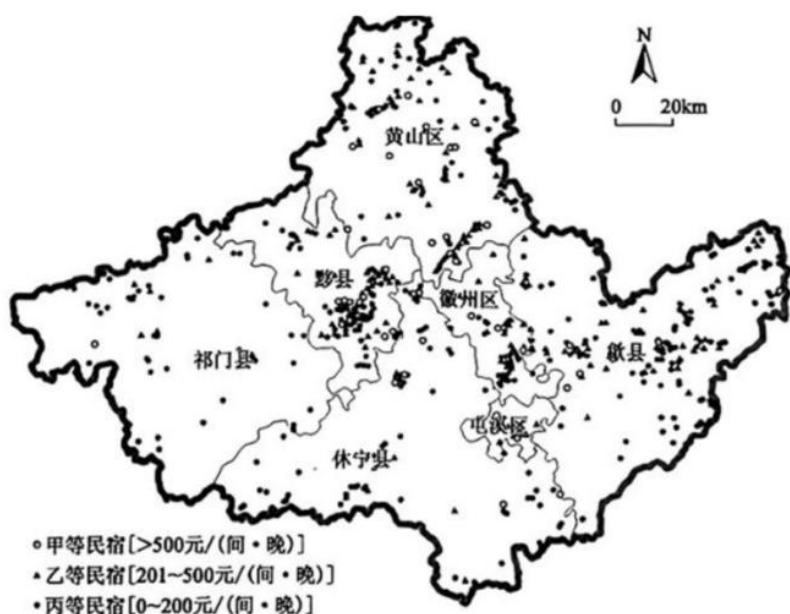 N
0 20km
黄山区
黟县
徽州区
歙县
祁门县
屯溪区
休宁县
甲等民宿[>500元/(间·晚)]
乙等民宿[201~500元/(间·晚)]
丙等民宿[0~200元/(间·晚)]